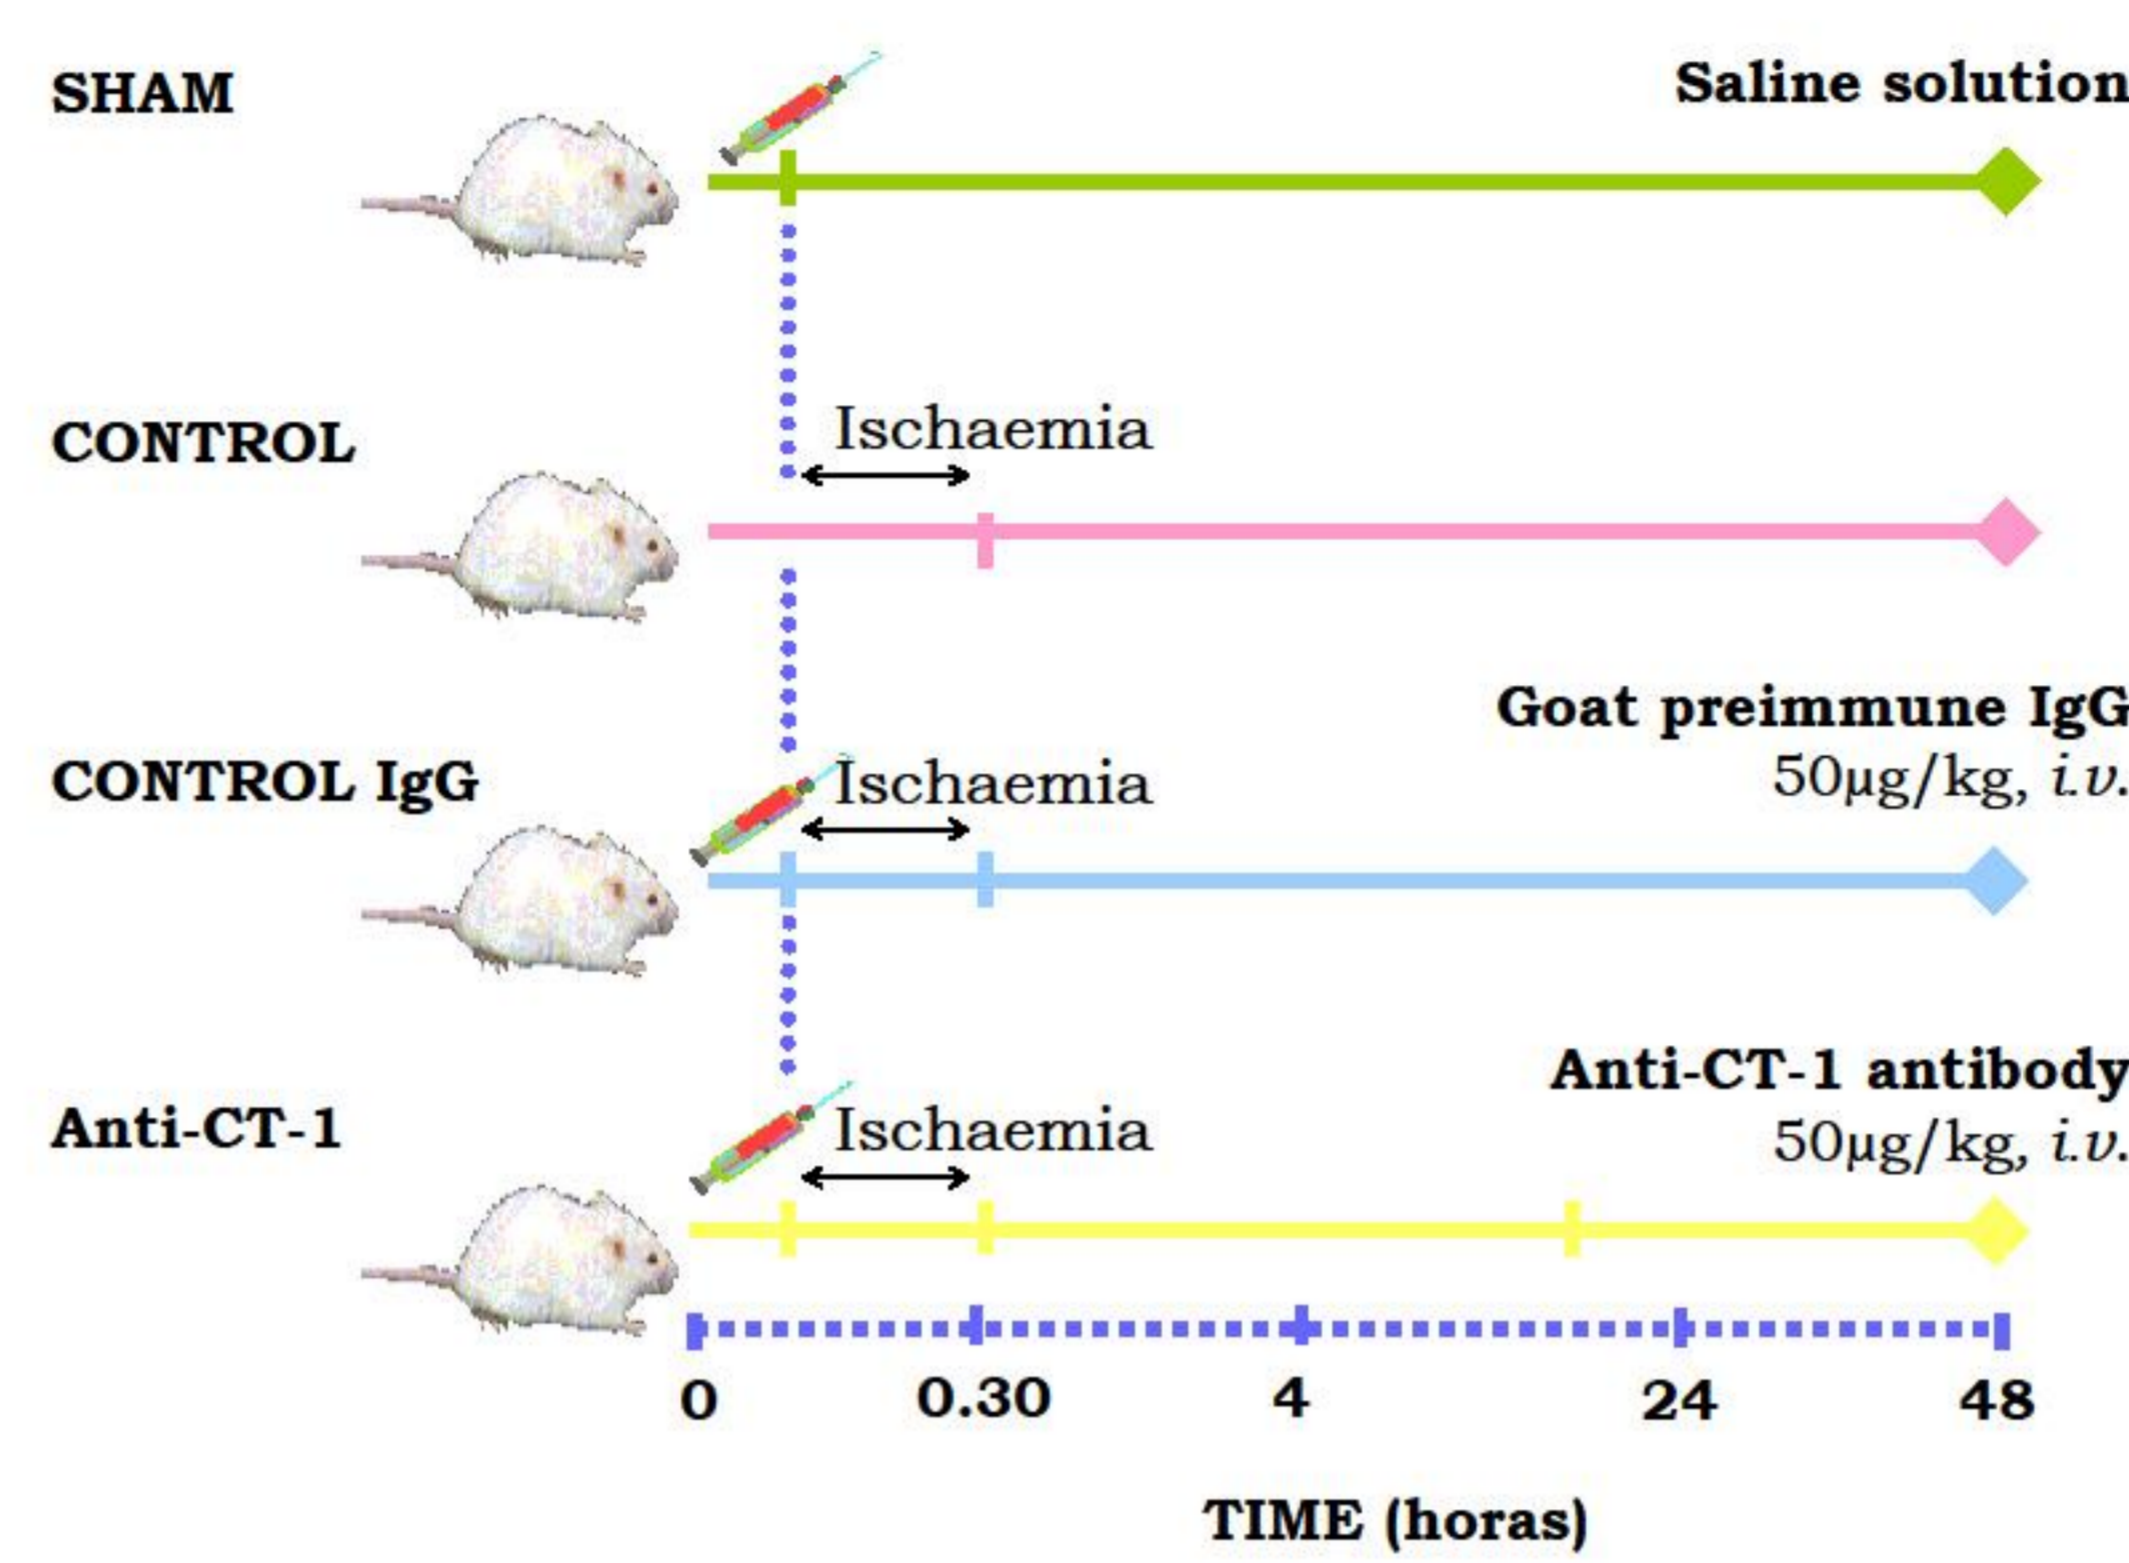 SHAM
Saline solution
CONTROL
Ischaemia
Goat preimmune IgG
50µg/kg, i.v.
CONTROL IgG
Ischaemia
Anti-CT-1 antibody
50µg/kg, i.v.
Anti-CT-1
Ischaemia
0 0.30 4 24 48
TIME (horas)